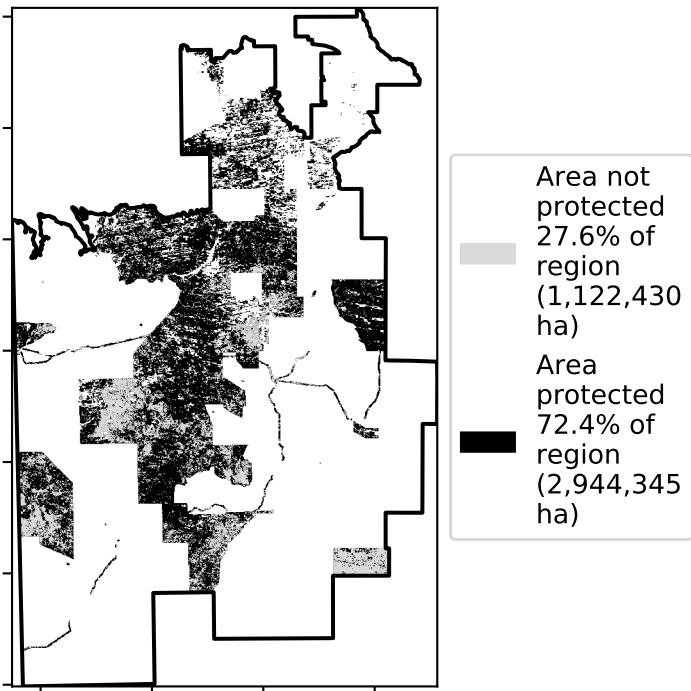 Area not
protected
27.6% of
region
(1,122,430
ha)
Area
protected
72.4% of
region
(2,944,345
ha)